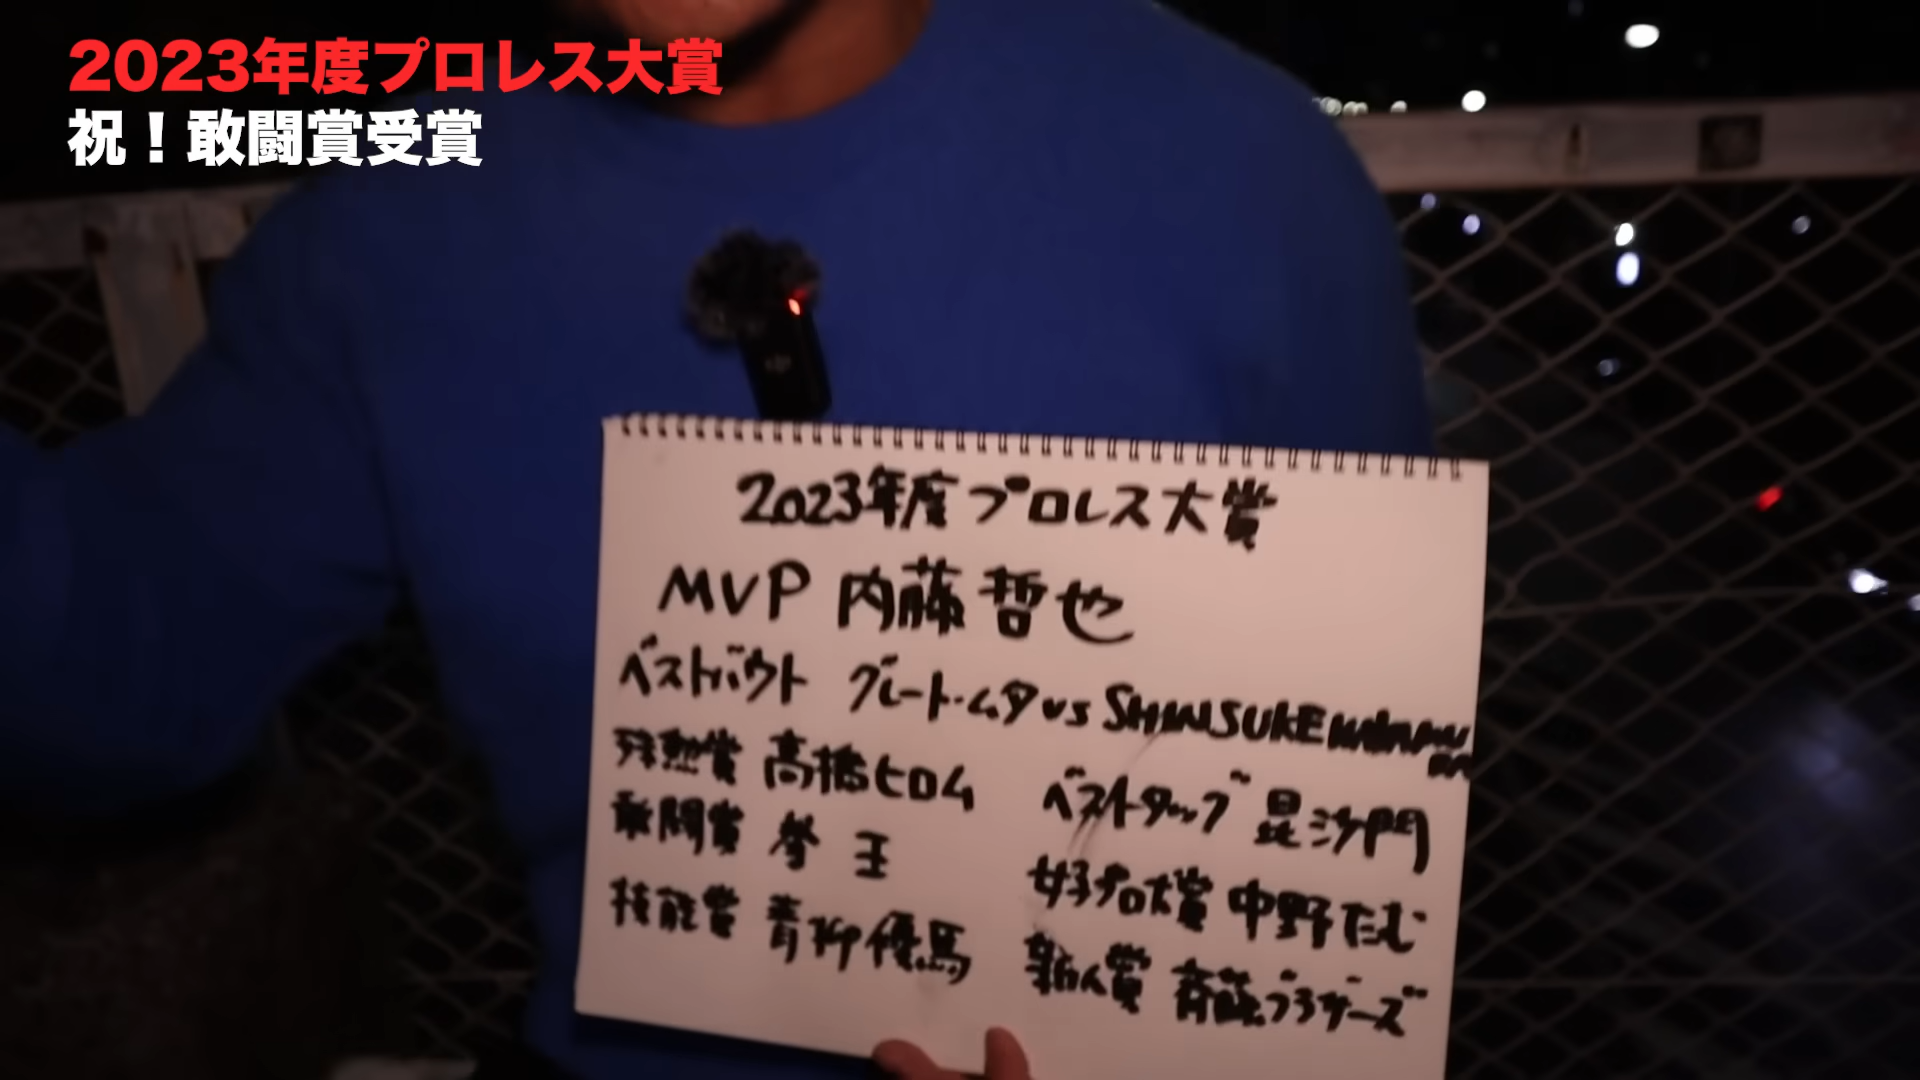 2023年度プロレス大賞
祝！敢闘賞受賞
2023年度プロレス大賞
MVP 内藤哲也
ベストバウト グレート・ムタvs SHINSUKE
殊勲賞 高橋ヒロム
ベストタッグ 毘沙門
敢闘賞 拳王
女子プロ大賞 中野たむ
技能賞 青柳優馬
新人賞 斉藤ブラザーズ